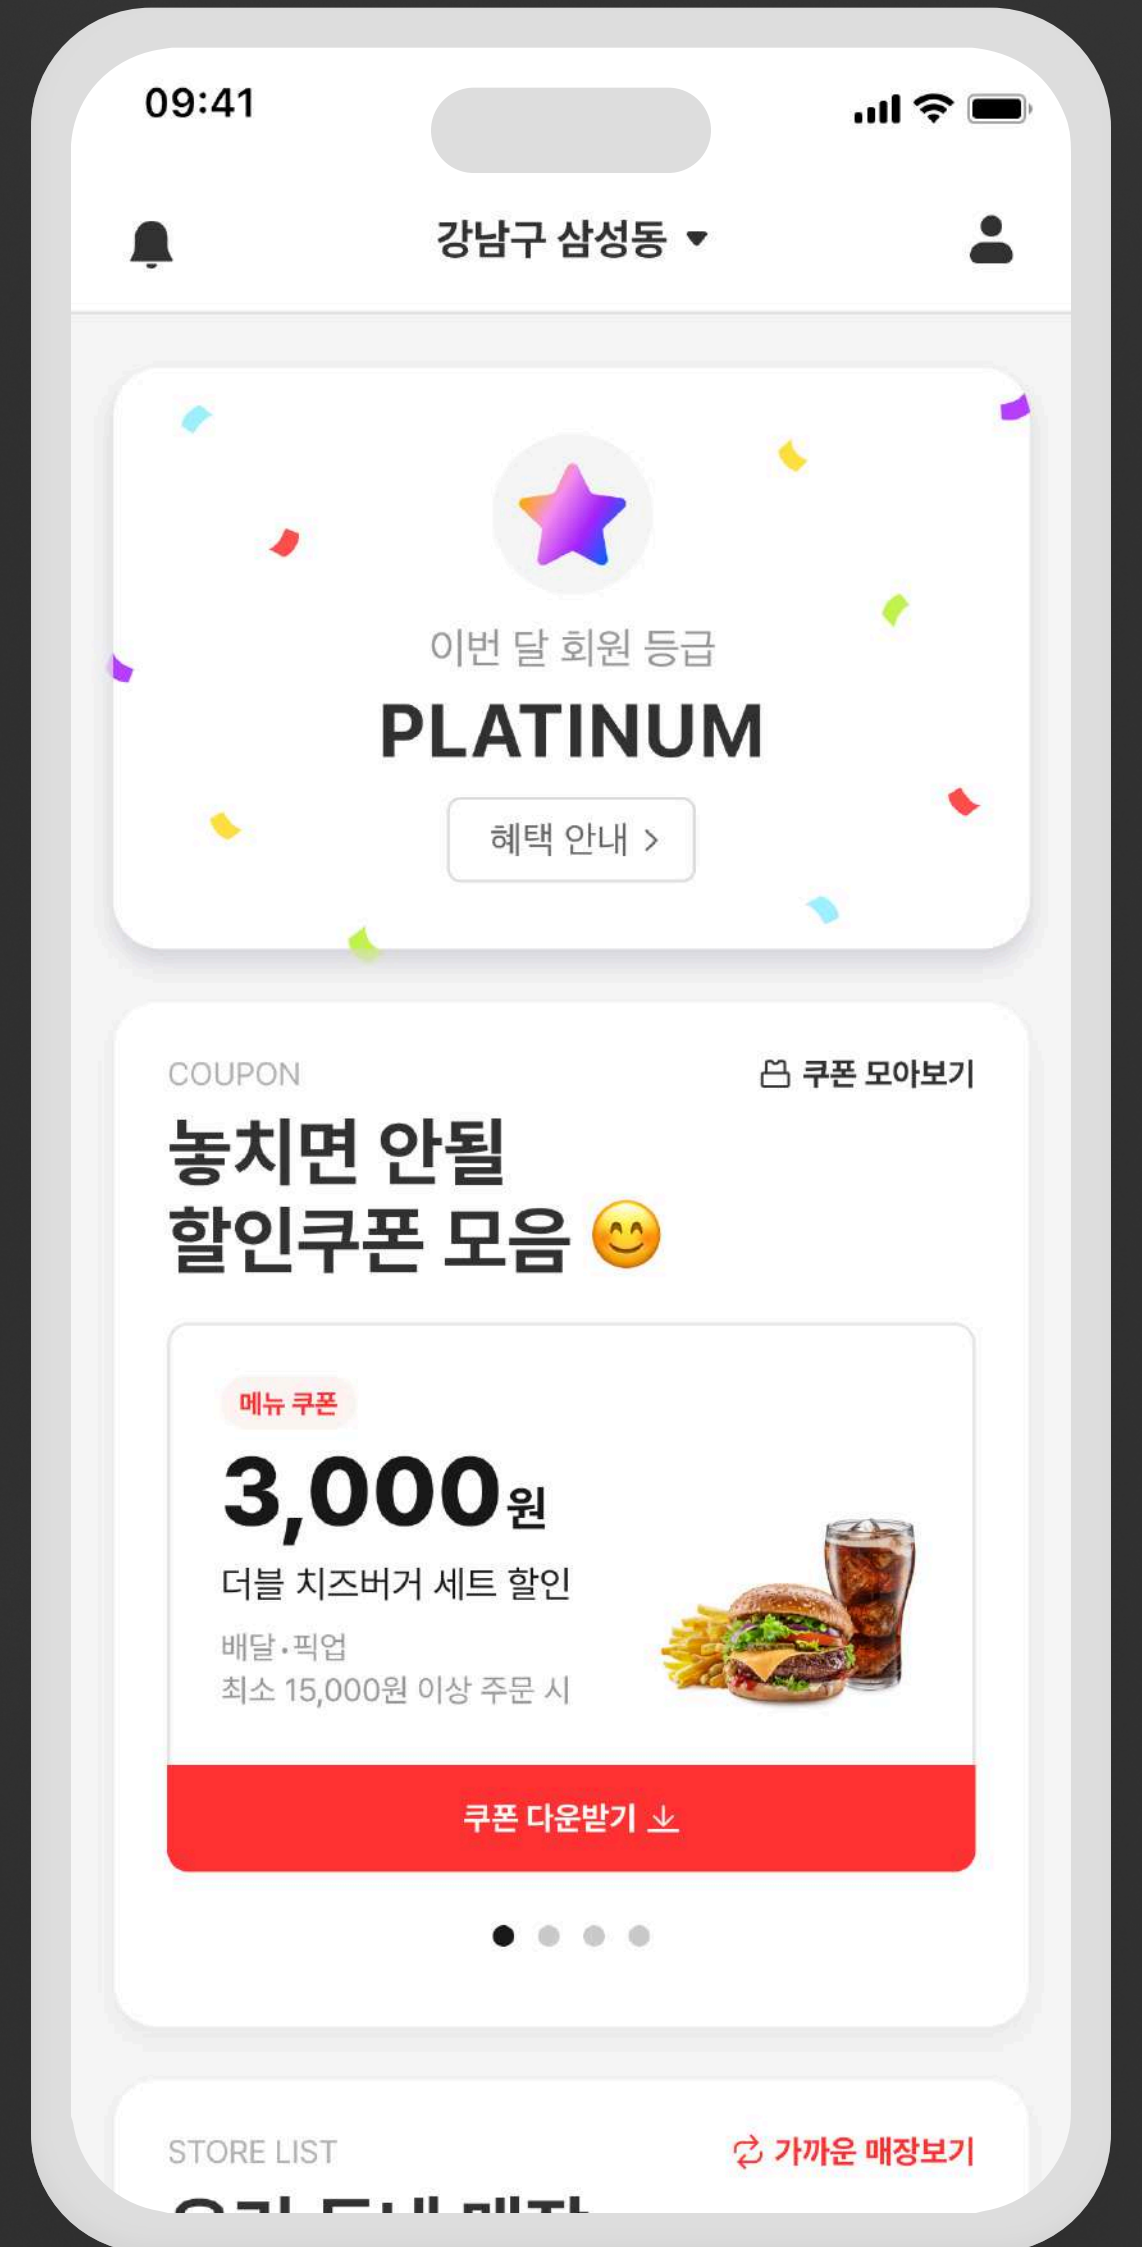 09:41
강남구 삼성동
이번 달 회원 등급
PLATINUM
혜택 안내 >
COUPON
쿠폰 모아보기
놓치면 안될
할인쿠폰 모음 😊
메뉴 쿠폰
3,000원
더블 치즈버거 세트 할인
배달·픽업
최소 15,000원 이상 주문 시
쿠폰 다운받기
STORE LIST
가까운 매장보기